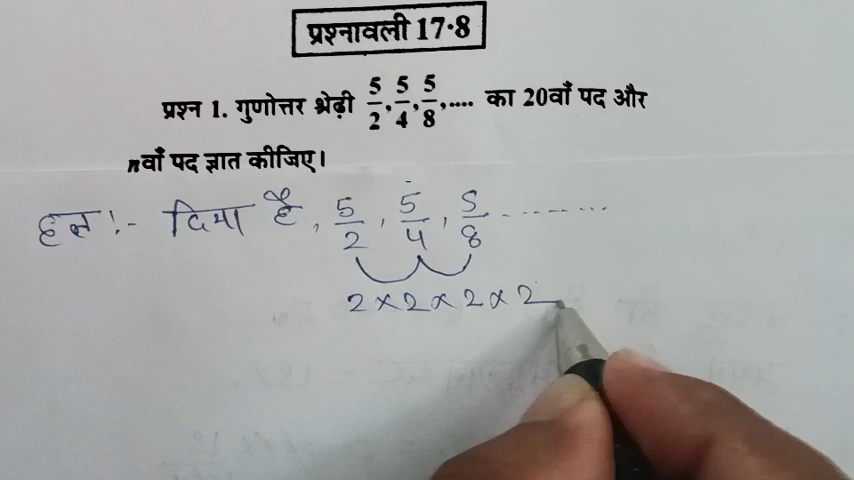 प्रश्नावली 17·8
प्रश्न 1. गुणोत्तर श्रेढ़ी 5/2, 5/4, 5/8, .... का 20वाँ पद और
nवाँ पद ज्ञात कीजिए।
हल :- दिया है, 5/2, 5/4, 5/8 ---------
2 × 2 × 2 × 2